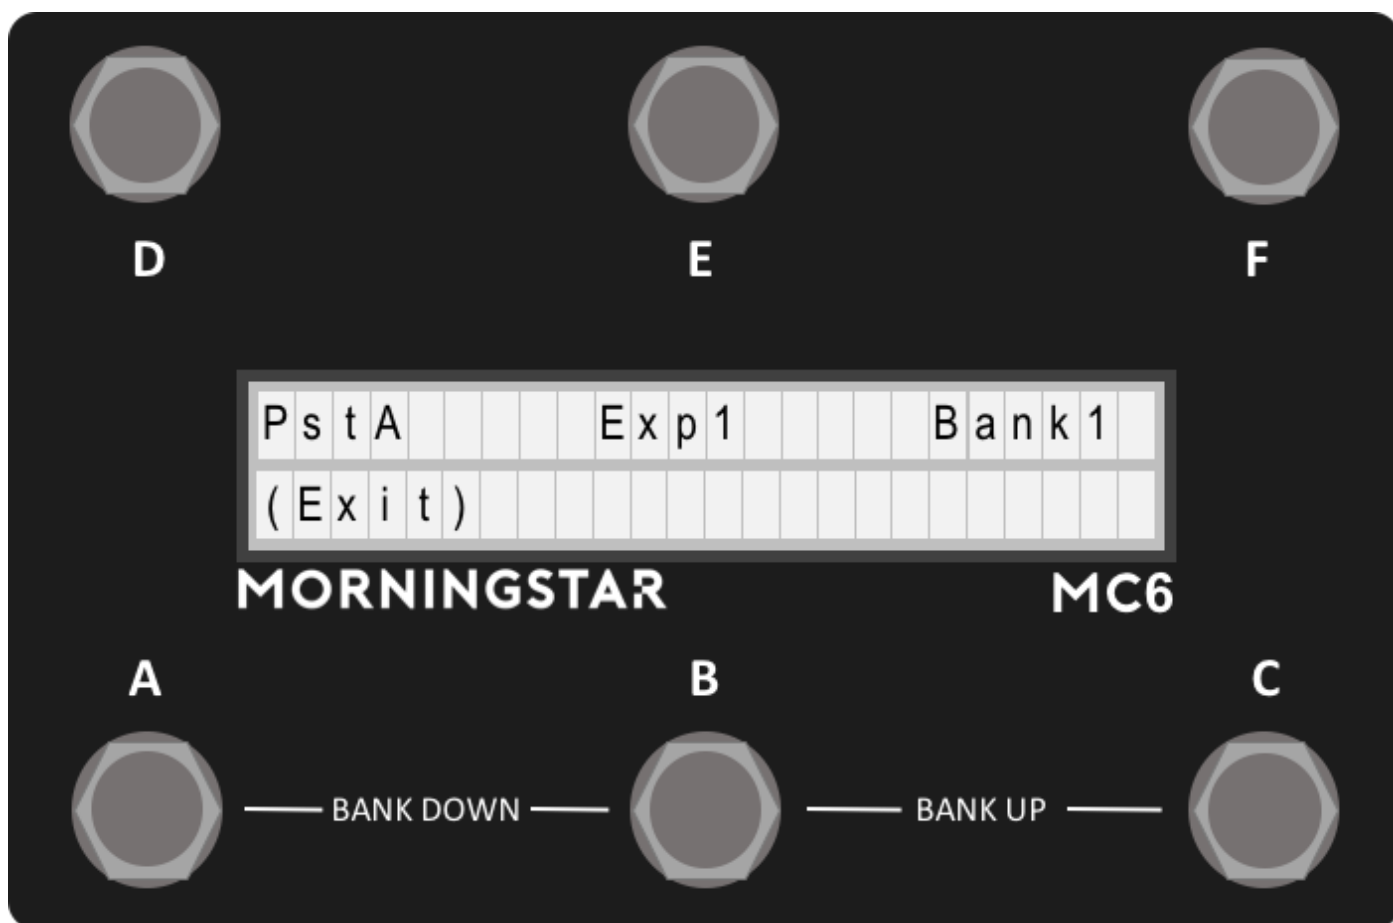 D E F
PstA Exp1 Bank1
(Exit)
MORNINGSTAR MC6
A B C
BANK DOWN BANK UP